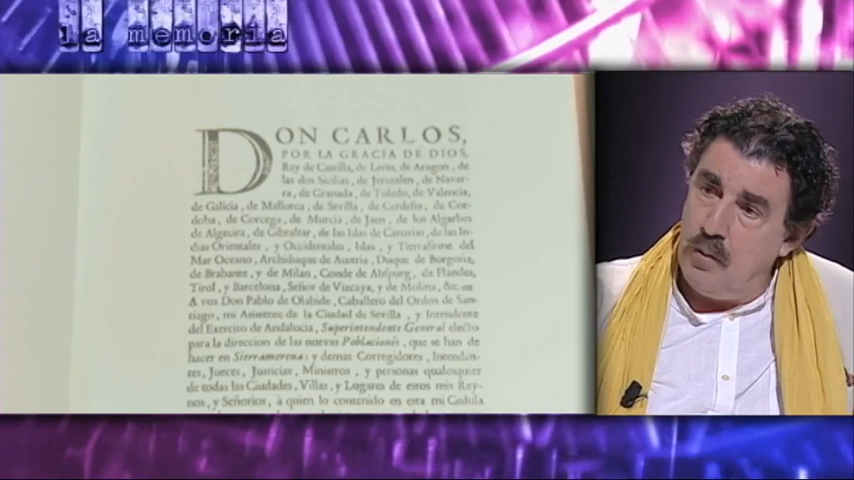 la memoria
DON CARLOS,
POR LA GRACIA DE DIOS,
Rey de Castilla, de Leon, de Aragon, de
las dos Sicilias, de Jerusalen, de Navar-
ra, de Granada, de Toledo, de Valencia,
de Galicia, de Mallorca, de Sevilla, de Cerdeña, de Cor-
doba, de Corcega, de Murcia, de Jaen, de los Algarbes
de Algecira, de Gibraltar, de las Islas de Canarias, de las In-
dias Orientales, y Occidentales, Islas, y Tierrafirme del
Mar Oceano, Archiduque de Austria, Duque de Borgoña,
de Brabante, y de Milan, Conde de Abspurg, de Flandes,
Tirol, y Barcelona, Señor de Vizcaya, y de Molina, &c. =
A vos Don Pablo de Olabide, Caballero del Orden de San-
tiago, mi Asistente de la Ciudad de Sevilla, y Intendente
del Exercito de Andalucia, Superintendente General electo
para la direccion de las nuevas Poblaciones, que se han de
hacer en Sierramorena: y demas Corregidores, Intenden-
tes, Jueces, Justicias, Ministros, y personas qualesquier
de todas las Ciudades, Villas, y Lugares de estos mis Rey-
nos, y Señorios, à quien lo contenido en esta mi Cedula